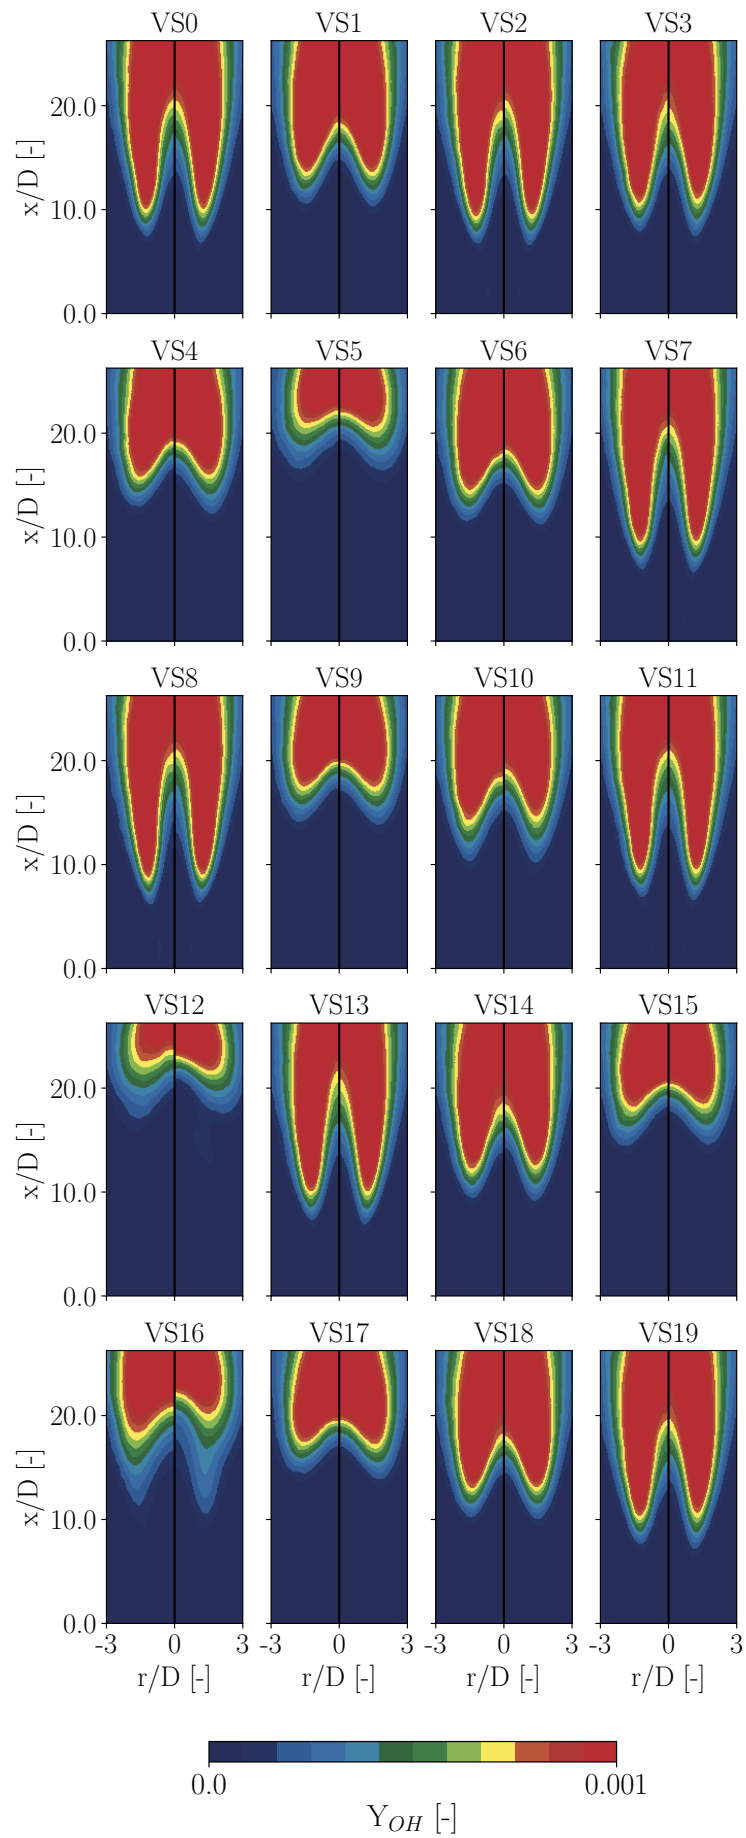 VS0 VS1 VS2 VS3
20.0
x/D [-]
10.0
0.0
VS4 VS5 VS6 VS7
20.0
x/D [-]
10.0
0.0
VS8 VS9 VS10 VS11
20.0
x/D [-]
10.0
0.0
VS12 VS13 VS14 VS15
20.0
x/D [-]
10.0
0.0
VS16 VS17 VS18 VS19
20.0
x/D [-]
10.0
0.0
-3 0 3 -3 0 3 -3 0 3 -3 0 3
r/D [-] r/D [-] r/D [-] r/D [-]
0.0 0.001
Y_{OH} [-]